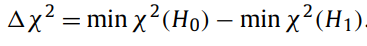 Δχ² = min χ²(H₀) − min χ²(H₁).